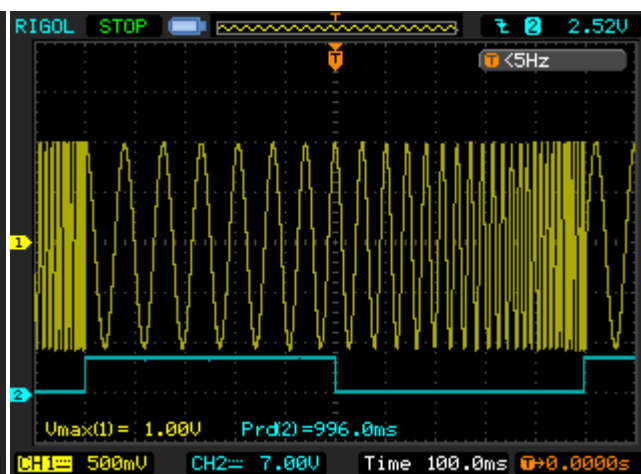 RIGOL STOP T 2 2.52V
T <5Hz
T
1
2
Vmax(1)= 1.00V Prd(2)=996.0ms
CH1 500mV CH2 7.00V Time 100.0ms T→0.0000s